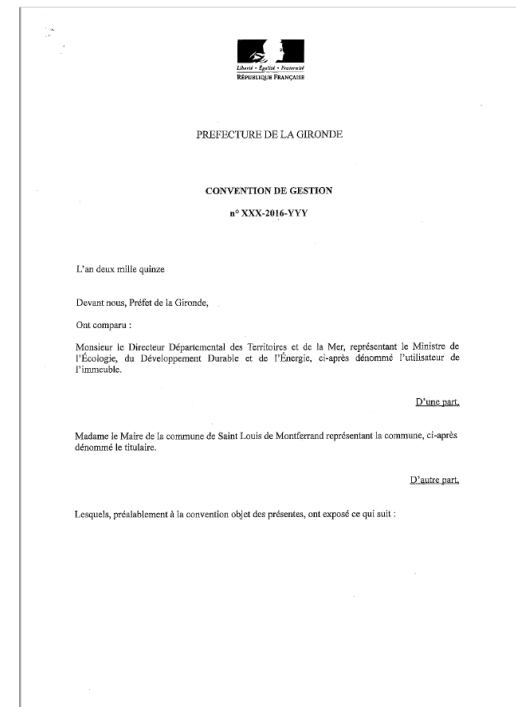 Liberté • Égalité • Fraternité
RÉPUBLIQUE FRANÇAISE
PREFECTURE DE LA GIRONDE
CONVENTION DE GESTION
n° XXX-2016-YYY
L'an deux mille quinze
Devant nous, Préfet de la Gironde,
Ont comparu :
Monsieur le Directeur Départemental des Territoires et de la Mer, représentant le Ministre de
l'Écologie, du Développement Durable et de l'Énergie, ci-après dénommé l'utilisateur de
l'immeuble.
D'une part,
Madame le Maire de la commune de Saint Louis de Montferrand représentant la commune, ci-après
dénommé le titulaire.
D'autre part,
Lesquels, préalablement à la convention objet des présentes, ont exposé ce qui suit :